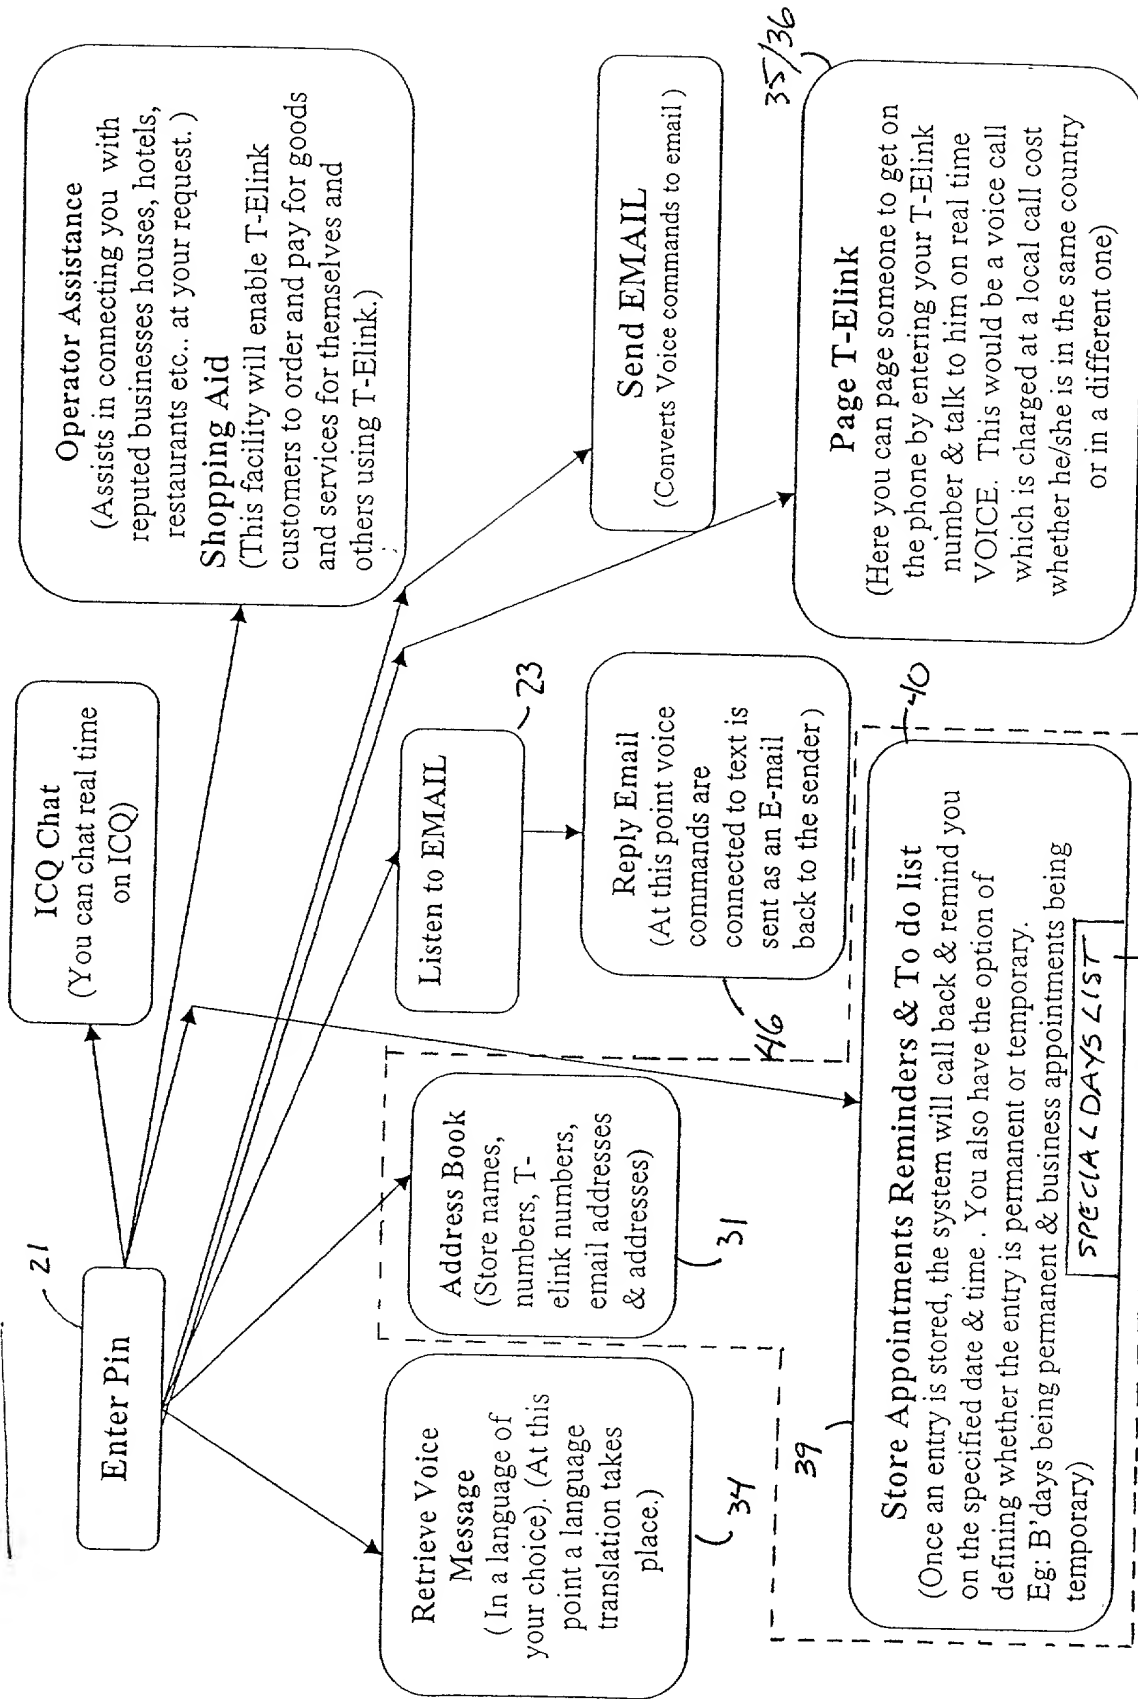 21
Enter Pin
ICQ Chat
(You can chat real time
on ICQ)
Operator Assistance
(Assists in connecting you with
reputed businesses houses, hotels,
restaurants etc.. at your request. )
Shopping Aid
(This facility will enable T-Elink
customers to order and pay for goods
and services for themselves and
others using T-Elink.)
Retrieve Voice
Message
( In a language of
your choice). (At this
point a language
translation takes
place.)
34
Address Book
(Store names,
numbers, T-
elink numbers,
email addresses
& addresses)
31
Listen to EMAIL
23
Reply Email
(At this point voice
commands are
connected to text is
sent as an E-mail
back to the sender )
46
Send EMAIL
(Converts Voice commands to email )
35/36
Page T-Elink
(Here you can page someone to get on
the phone by entering your T-Elink
number & talk to him on real time
VOICE. This would be a voice call
which is charged at a local call cost
whether he/she is in the same country
or in a different one)
39
40
Store Appointments Reminders & To do list
(Once an entry is stored, the system will call back & remind you
on the specified date & time . You also have the option of
defining whether the entry is permanent or temporary.
Eg: B'days being permanent & business appointments being
temporary)
SPECIAL DAYS LIST